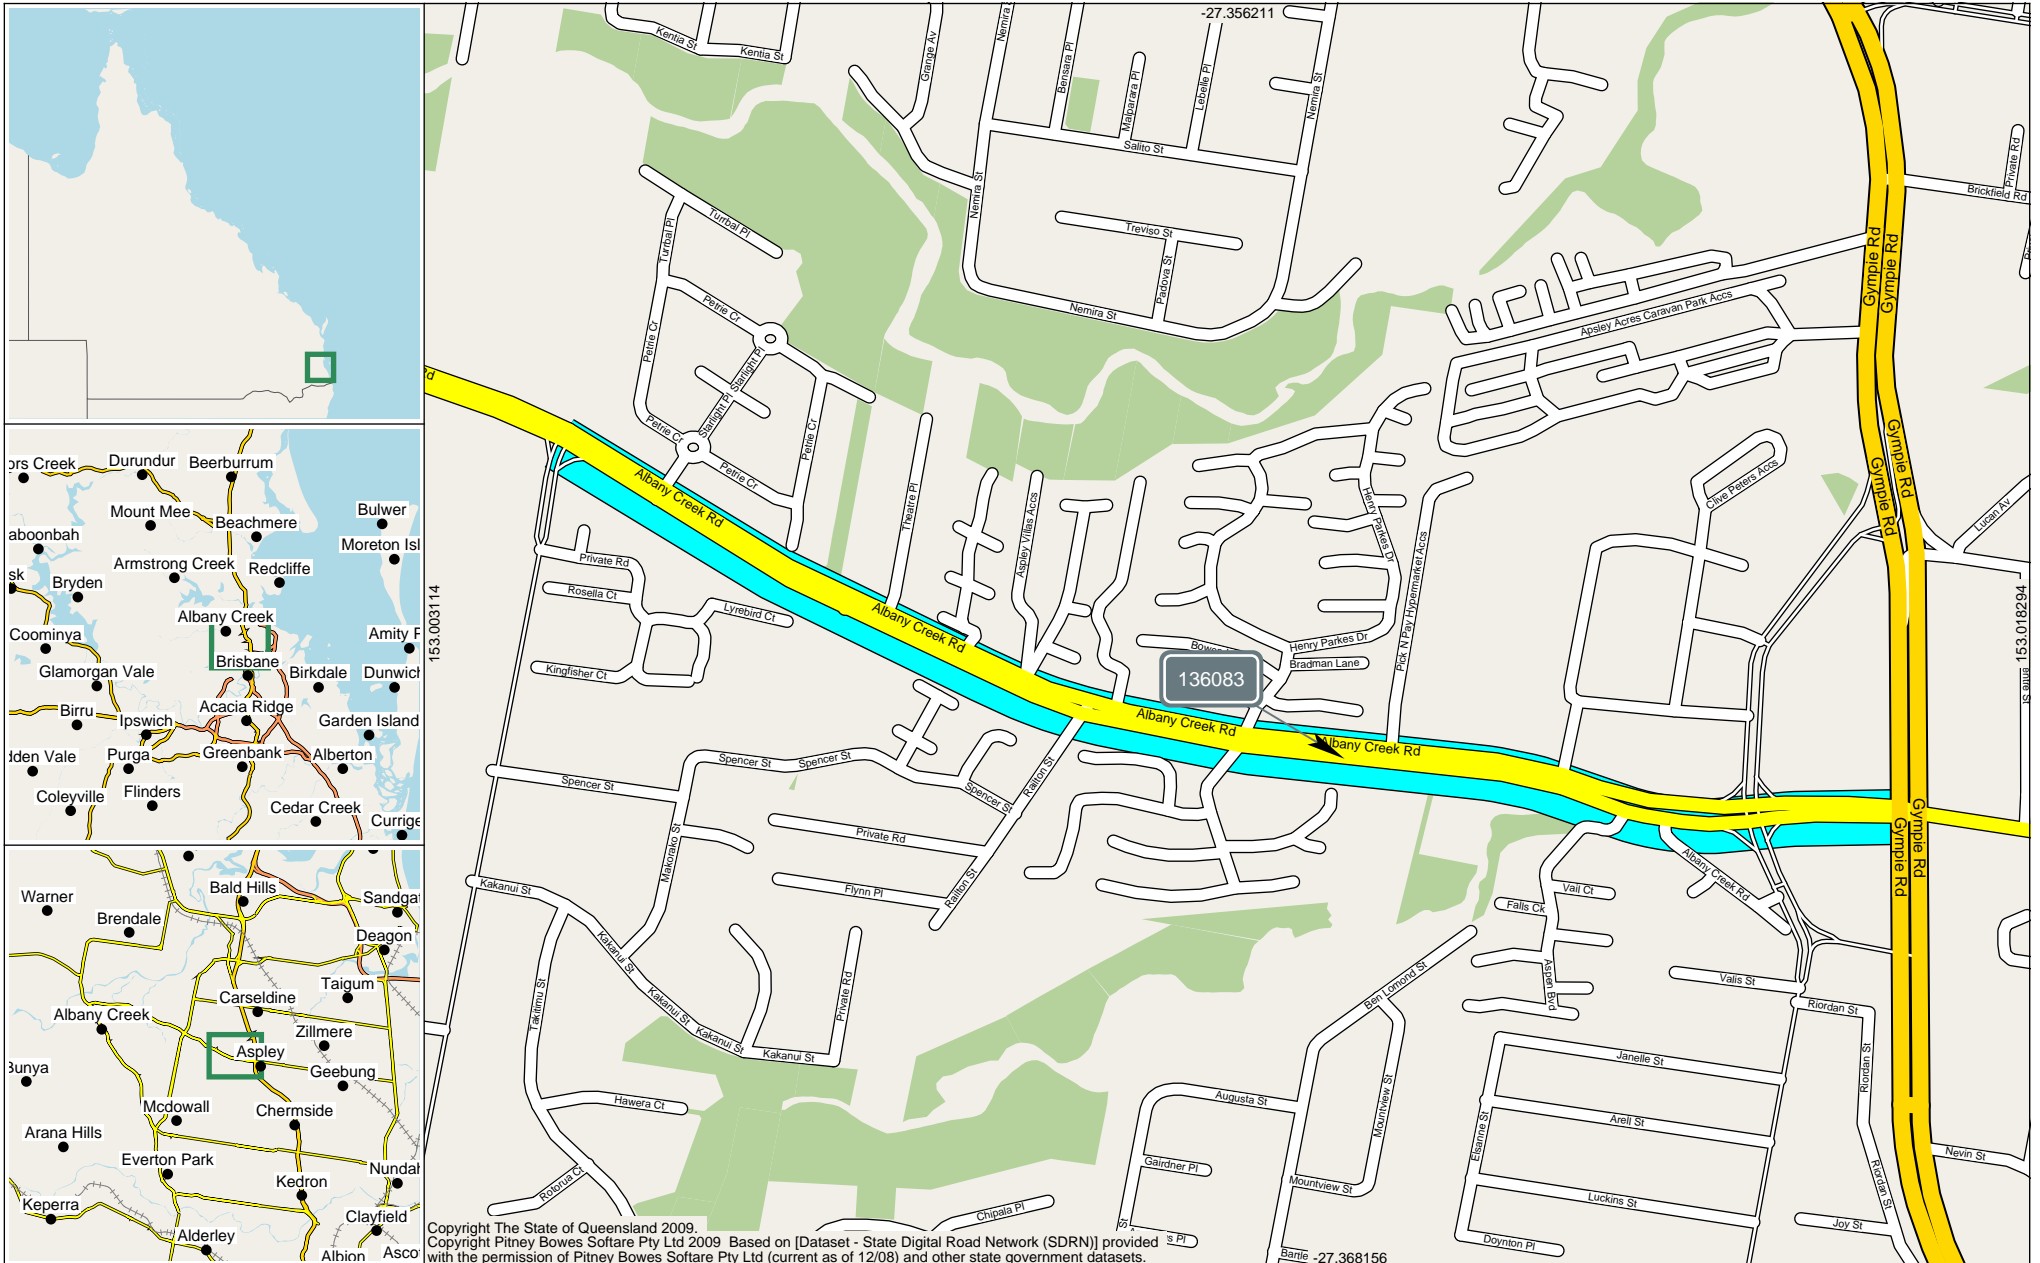 Durundur
Beerburrum
Mount Mee
Beachmere
Bulwer
Armstrong Creek
Redcliffe
Bryden
Albany Creek
Coominya
Brisbane
Glamorgan Vale
Birkdale
Birru
Ipswich
Acacia Ridge
Garden Island
Purga
Greenbank
Alberton
Coleyville
Flinders
Cedar Creek
Warner
Bald Hills
Brendale
Deagon
Taigum
Carseldine
Albany Creek
Zillmere
Aspley
Geebung
Mcdowall
Chermside
Arana Hills
Everton Park
Kedron
Keperra
Clayfield
Alderley
Albion
-27.356211
153.003114
153.018294
-27.368156
Kentia St
Kentia St
Grange Av
Bensara Pl
Malparara Pl
Lebelle Pl
Nemira St
Salito St
Nemira St
Treviso St
Padova St
Nemira St
Turrbal Pl
Turrbal Pl
Petrie Cr
Petrie Cr
Starlight Pl
Starlight Pl
Petrie Cr
Petrie Cr
Petrie Cr
Gympie Rd
Gympie Rd
Brickfield Rd
Private Rd
Apsley Acres Caravan Park Accs
Gympie Rd
Gympie Rd
Clive Peters Accs
Lucan Av
Albany Creek Rd
Theatre Pl
Aspley Villas Accs
Henry Parkes Dr
Pick N Pay Hypermarket Accs
Private Rd
Rosella Ct
Lyrebird Ct
Kingfisher Ct
Albany Creek Rd
Henry Parkes Dr
Bradman Lane
136083
Albany Creek Rd
Albany Creek Rd
Spencer St
Spencer St
Spencer St
Spencer St
Railton St
Makorako St
Private Rd
Flynn Pl
Railton St
Kakanui St
Kakanui St
Kakanui St
Kakanui St
Kakanui St
Takitimu St
Private Rd
Hawera Ct
Rotorua Ct
Chipala Pl
Gympie Rd
Gympie Rd
Albany Creek Rd
Vail Ct
Falls Ck
Aspen Bvd
Valis St
Riordan St
Ben Lomond St
Janelle St
Riordan St
Augusta St
Mountview St
Elsanne St
Arell St
Gairdner Pl
Mountview St
Luckins St
Riordan St
Nevin St
Joy St
Doynton Pl
Copyright The State of Queensland 2009.
Copyright Pitney Bowes Softare Pty Ltd 2009 Based on [Dataset - State Digital Road Network (SDRN)] provided
with the permission of Pitney Bowes Softare Pty Ltd (current as of 12/08) and other state government datasets.